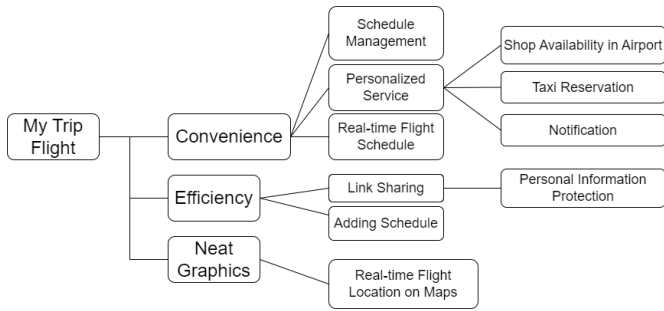 My Trip
Flight
Convenience
Schedule
Management
Personalized
Service
Shop Availability in Airport
Taxi Reservation
Notification
Real-time Flight
Schedule
Efficiency
Link Sharing
Personal Information
Protection
Adding Schedule
Neat
Graphics
Real-time Flight
Location on Maps